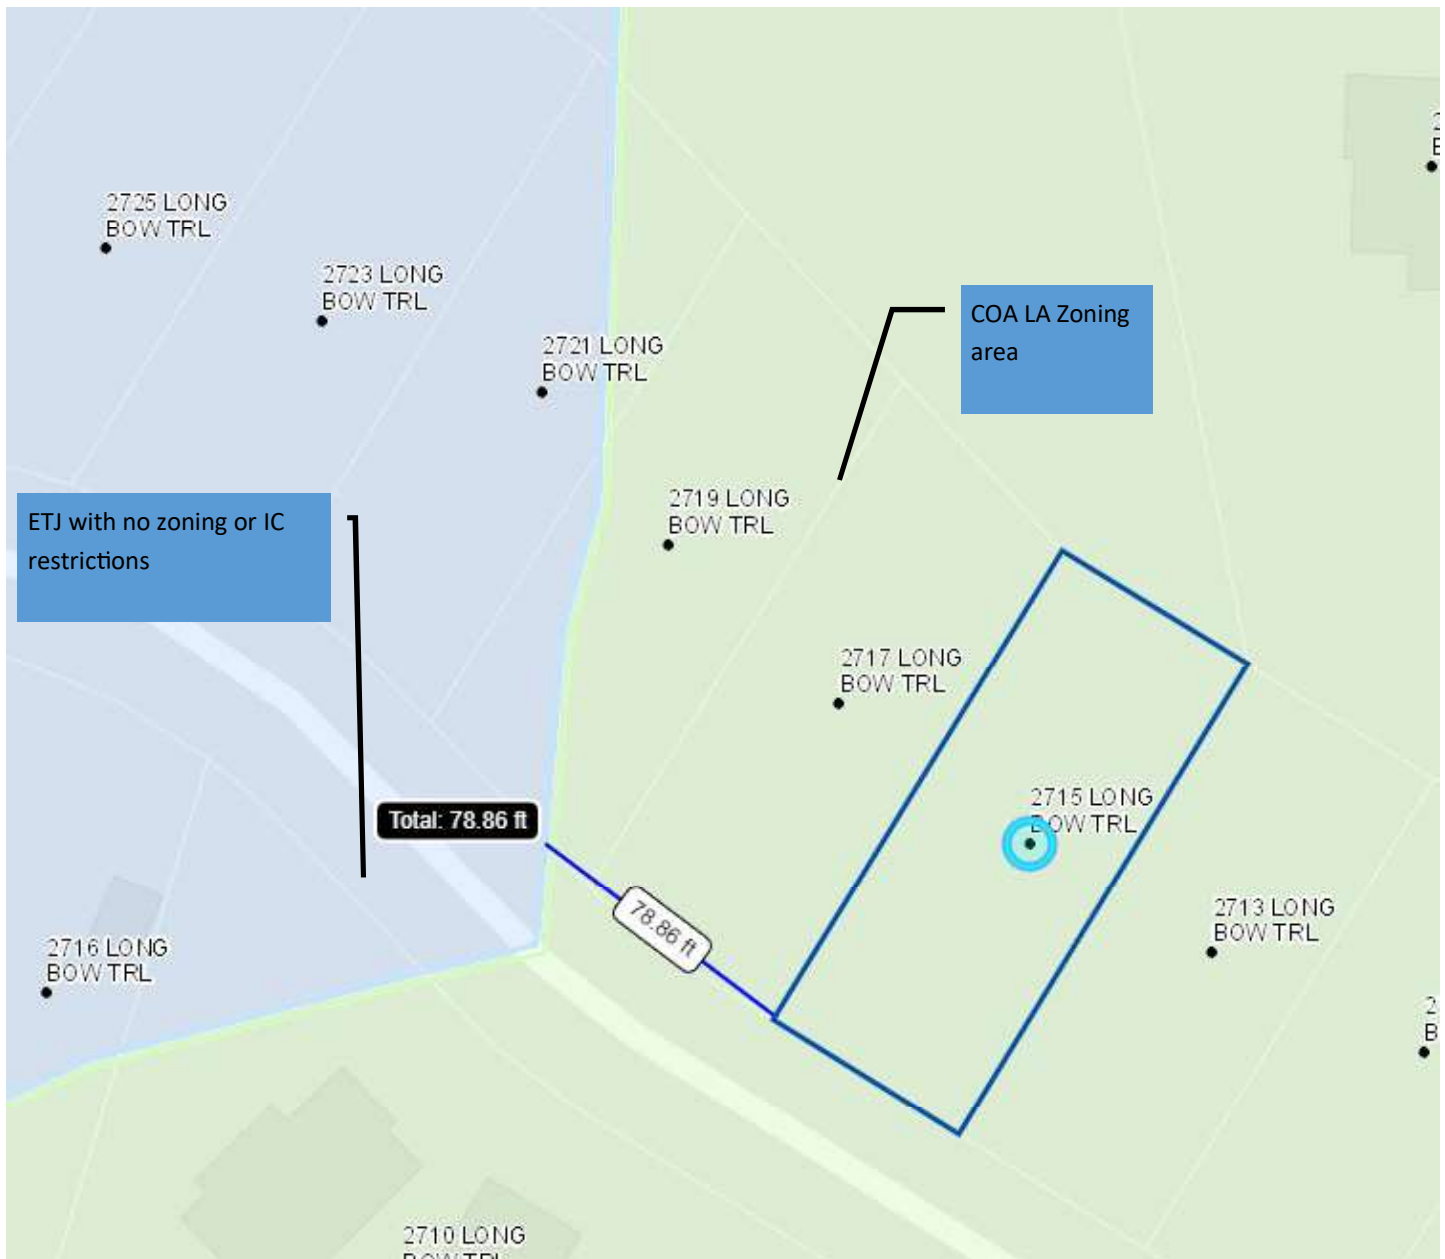 2725 LONG
BOW TRL
2723 LONG
BOW TRL
2721 LONG
BOW TRL
COA LA Zoning
area
ETJ with no zoning or IC
restrictions
2719 LONG
BOW TRL
2717 LONG
BOW TRL
2715 LONG
BOW TRL
Total: 78.86 ft
78.86 ft
2713 LONG
BOW TRL
2716 LONG
BOW TRL
2710 LONG
BOW TRL